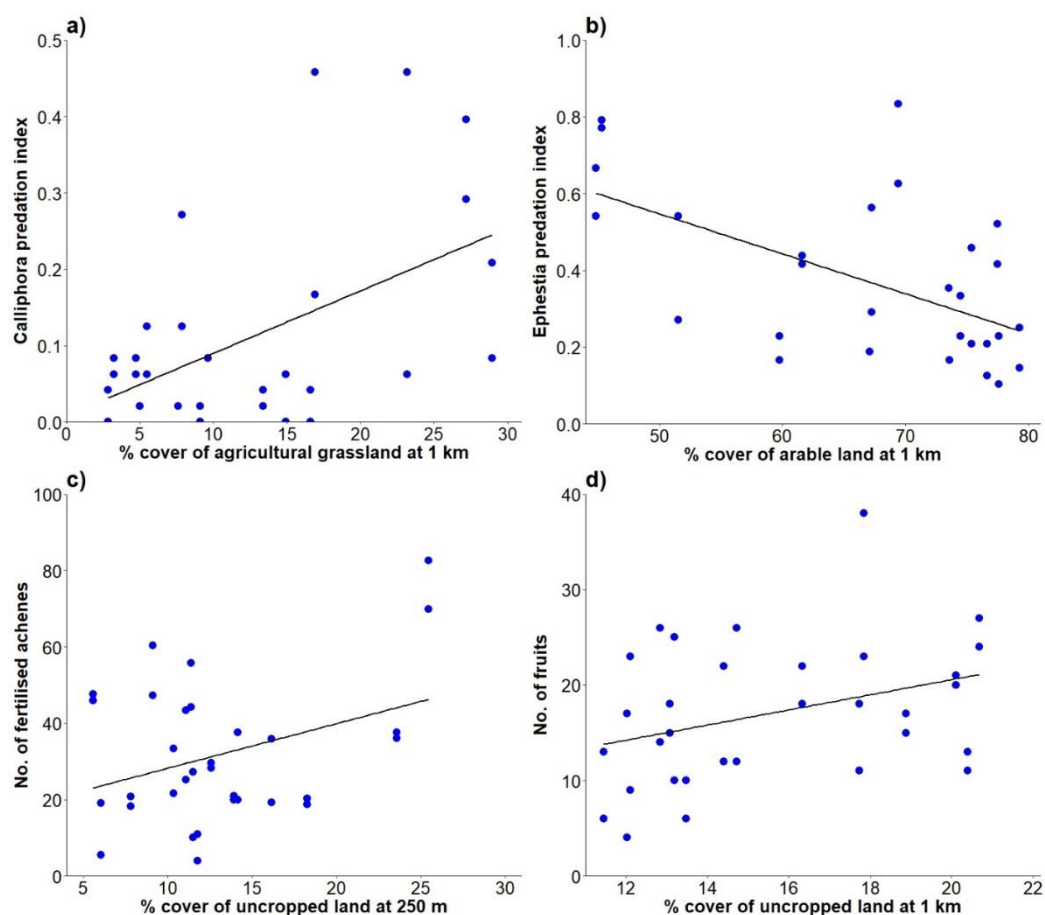 a)
Calliphora predation index
0.5
0.4
0.3
0.2
0.1
0.0
0 5 10 15 20 25 30
% cover of agricultural grassland at 1 km
b)
Ephestia predation index
1.0
0.8
0.6
0.4
0.2
0.0
50 60 70 80
% cover of arable land at 1 km
c)
No. of fertilised achenes
100
80
60
40
20
0
5 10 15 20 25 30
% cover of uncropped land at 250 m
d)
No. of fruits
40
30
20
10
0
12 14 16 18 20 22
% cover of uncropped land at 1 km